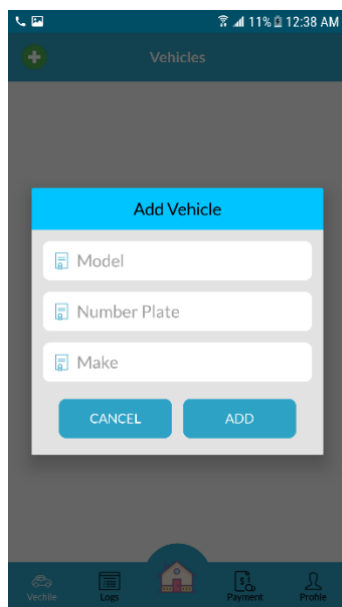 11% 12:38 AM
Vehicles
Add Vehicle
Model
Number Plate
Make
CANCEL ADD
Vechile Logs Payment Profile